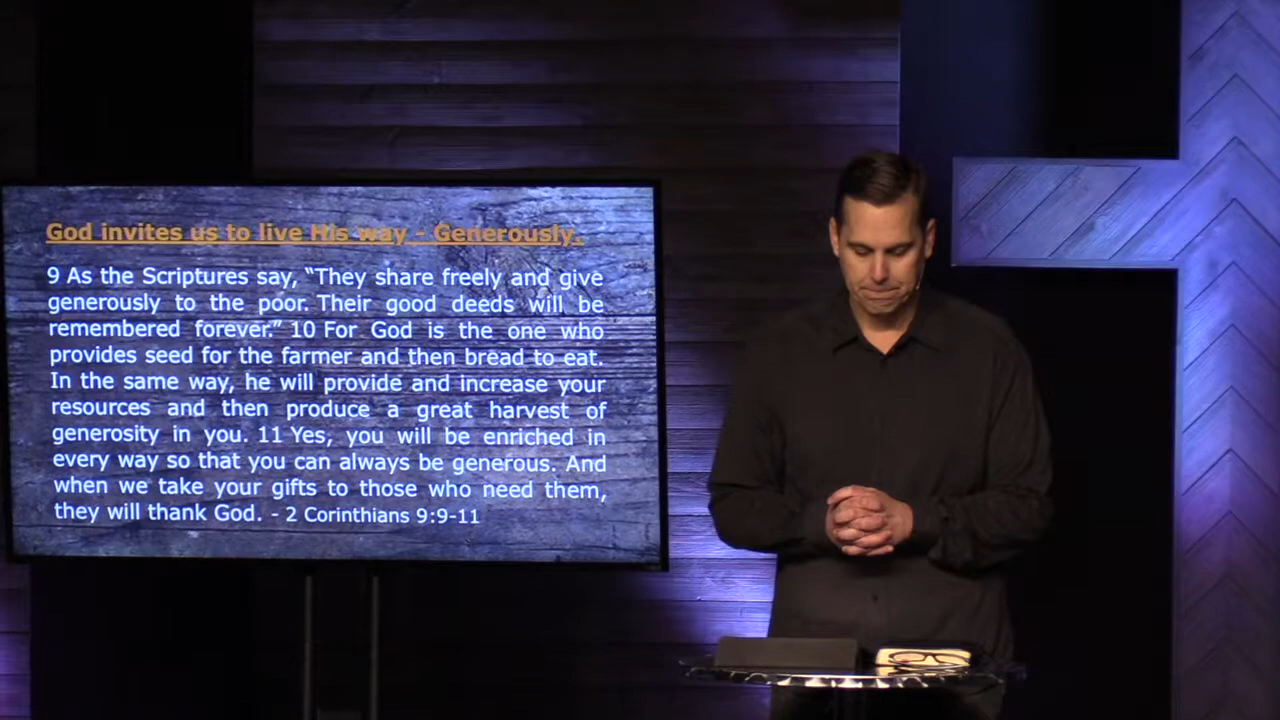 God invites us to live His way - Generously.
9 As the Scriptures say, “They share freely and give
generously to the poor. Their good deeds will be
remembered forever.” 10 For God is the one who
provides seed for the farmer and then bread to eat.
In the same way, he will provide and increase your
resources and then produce a great harvest of
generosity in you. 11 Yes, you will be enriched in
every way so that you can always be generous. And
when we take your gifts to those who need them,
they will thank God. - 2 Corinthians 9:9-11